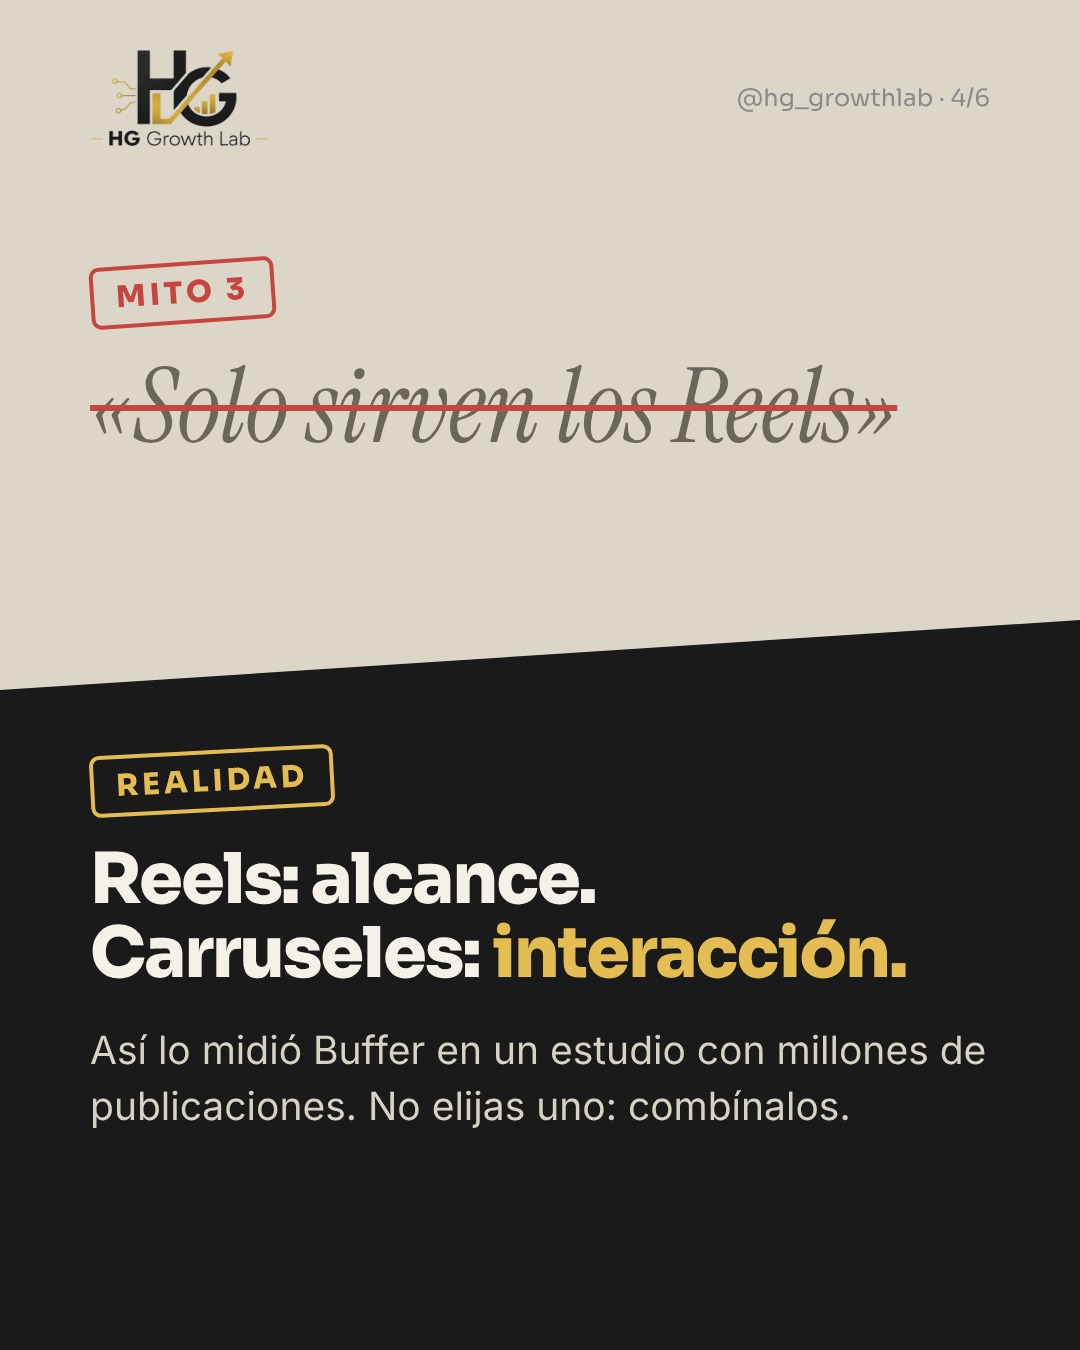 HG
HG Growth Lab
@hg_growthlab · 4/6
MITO 3
«Solo sirven los Reels»
REALIDAD
Reels: alcance.
Carruseles: interacción.
Así lo midió Buffer en un estudio con millones de
publicaciones. No elijas uno: combínalos.